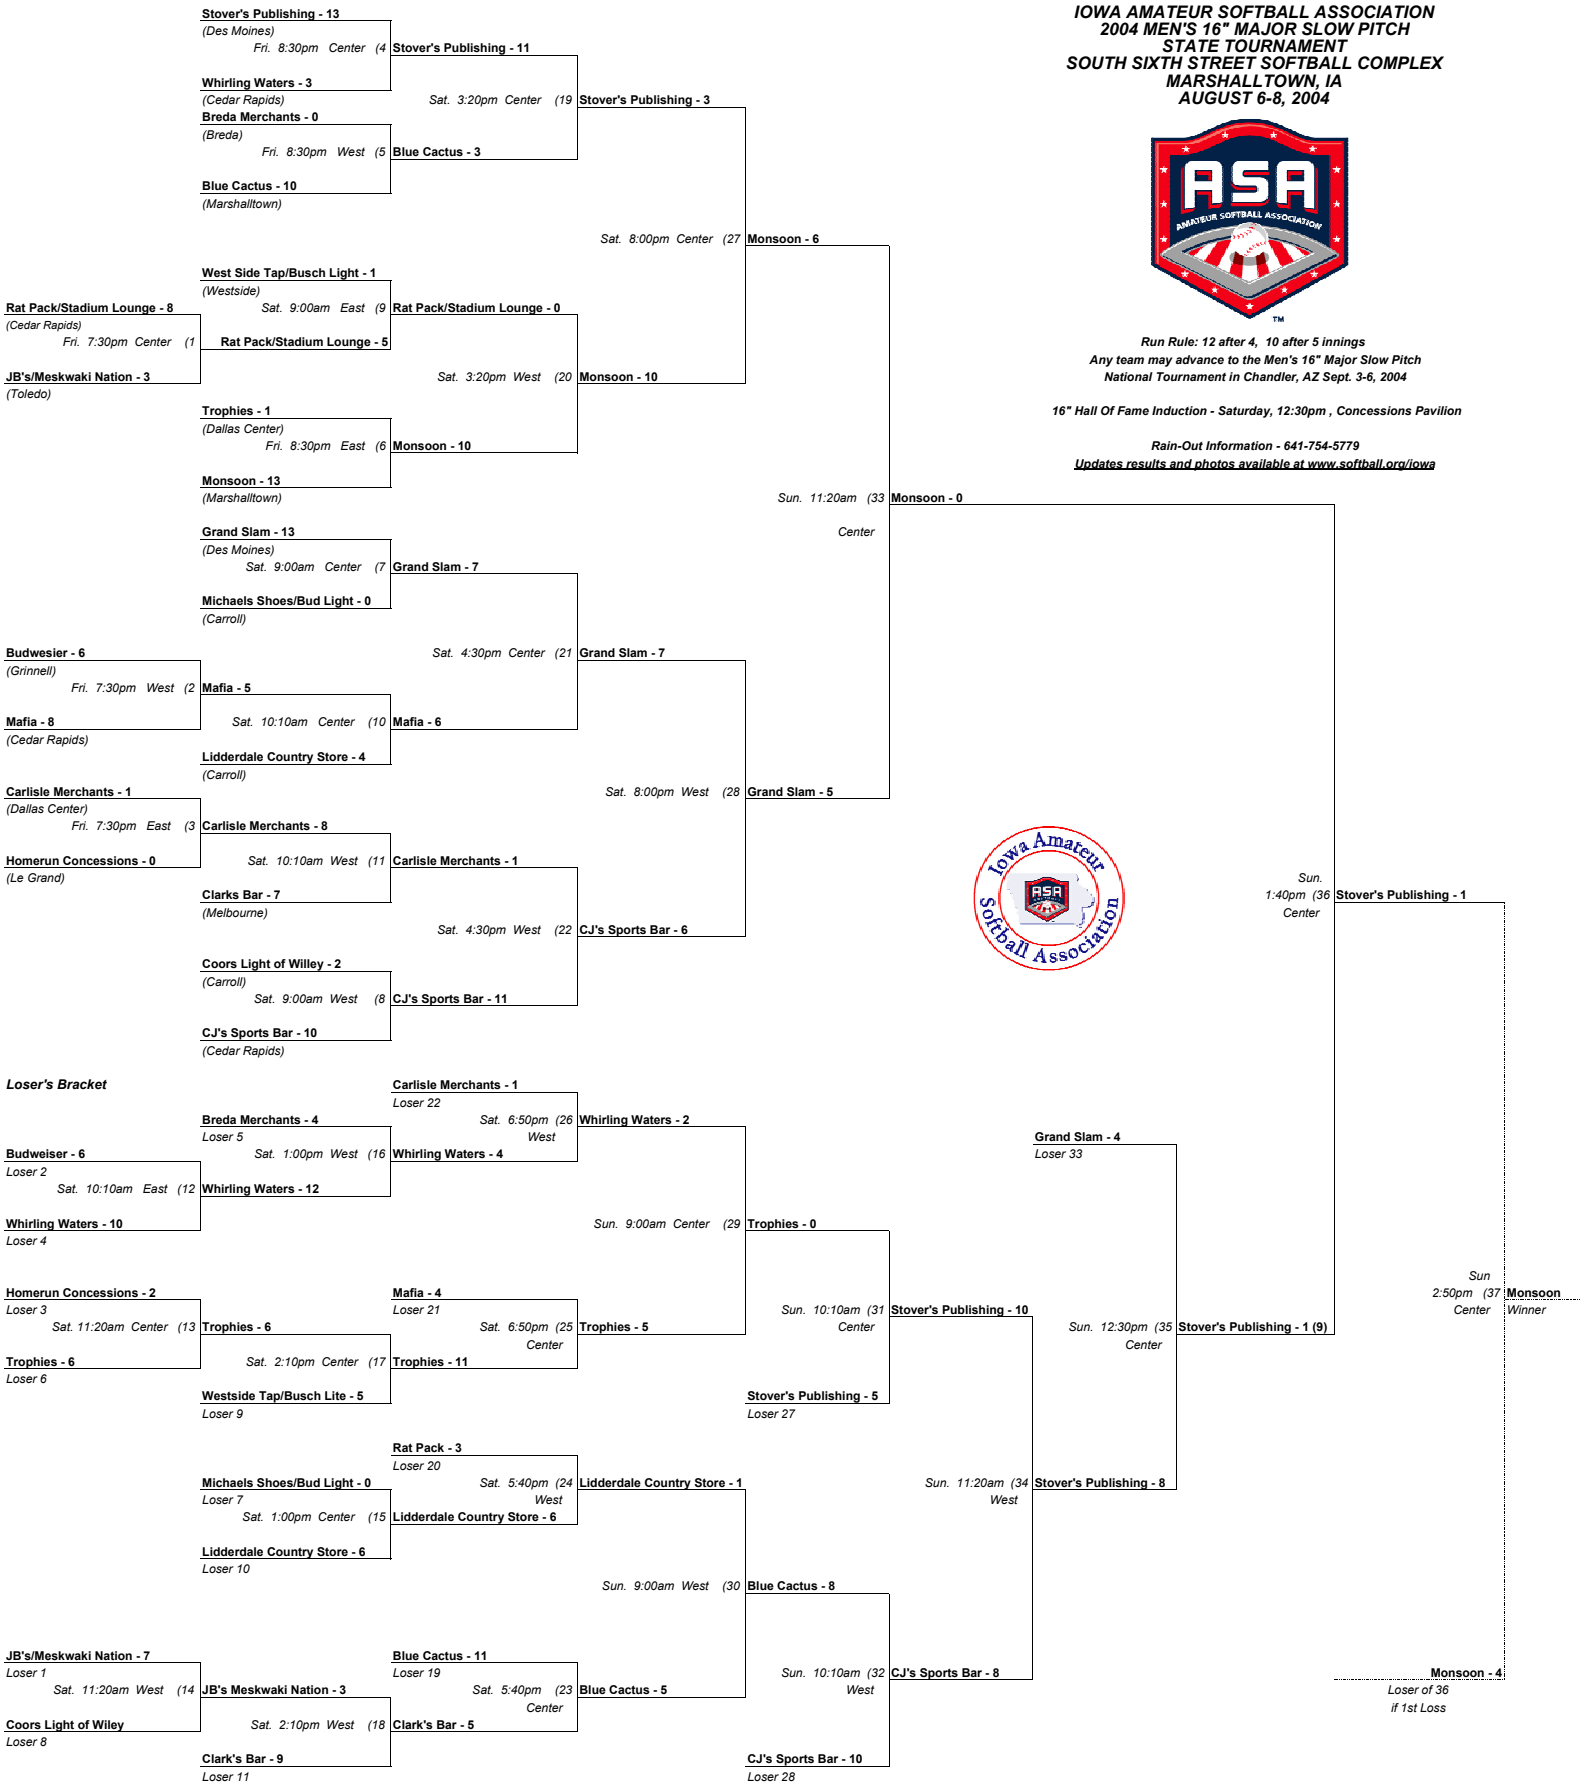 IOWA AMATEUR SOFTBALL ASSOCIATION
2004 MEN'S 16" MAJOR SLOW PITCH
STATE TOURNAMENT
SOUTH SIXTH STREET SOFTBALL COMPLEX
MARSHALLTOWN, IA
AUGUST 6-8, 2004
ASA
AMATEUR SOFTBALL ASSOCIATION
TM
Run Rule: 12 after 4, 10 after 5 innings
Any team may advance to the Men's 16" Major Slow Pitch
National Tournament in Chandler, AZ Sept. 3-6, 2004
16" Hall Of Fame Induction - Saturday, 12:30pm , Concessions Pavilion
Rain-Out Information - 641-754-5779
Updates results and photos available at www.softball.org/iowa
Stover's Publishing - 13
(Des Moines)
Fri. 8:30pm Center (4 Stover's Publishing - 11
Whirling Waters - 3
(Cedar Rapids)
Sat. 3:20pm Center (19 Stover's Publishing - 3
Breda Merchants - 0
(Breda)
Fri. 8:30pm West (5 Blue Cactus - 3
Blue Cactus - 10
(Marshalltown)
Sat. 8:00pm Center (27 Monsoon - 6
West Side Tap/Busch Light - 1
(Westside)
Rat Pack/Stadium Lounge - 8
Sat. 9:00am East (9 Rat Pack/Stadium Lounge - 0
(Cedar Rapids)
Fri. 7:30pm Center (1 Rat Pack/Stadium Lounge - 5
JB's/Meskwaki Nation - 3
Sat. 3:20pm West (20 Monsoon - 10
(Toledo)
Trophies - 1
(Dallas Center)
Fri. 8:30pm East (6 Monsoon - 10
Monsoon - 13
(Marshalltown)
Sun. 11:20am (33 Monsoon - 0
Center
Grand Slam - 13
(Des Moines)
Sat. 9:00am Center (7 Grand Slam - 7
Michaels Shoes/Bud Light - 0
(Carroll)
Budwesier - 6
Sat. 4:30pm Center (21 Grand Slam - 7
(Grinnell)
Fri. 7:30pm West (2 Mafia - 5
Mafia - 8
Sat. 10:10am Center (10 Mafia - 6
(Cedar Rapids)
Lidderdale Country Store - 4
(Carroll)
Carlisle Merchants - 1
Sat. 8:00pm West (28 Grand Slam - 5
(Dallas Center)
Fri. 7:30pm East (3 Carlisle Merchants - 8
Homerun Concessions - 0
Sat. 10:10am West (11 Carlisle Merchants - 1
(Le Grand)
Clarks Bar - 7
(Melbourne)
Sat. 4:30pm West (22 CJ's Sports Bar - 6
Coors Light of Willey - 2
(Carroll)
Sat. 9:00am West (8 CJ's Sports Bar - 11
CJ's Sports Bar - 10
(Cedar Rapids)
Iowa Amateur
ASA
Softball Association
Sun.
1:40pm (36 Stover's Publishing - 1
Center
Loser's Bracket
Carlisle Merchants - 1
Loser 22
Breda Merchants - 4
Sat. 6:50pm (26 Whirling Waters - 2
Loser 5
West
Budweiser - 6
Sat. 1:00pm West (16 Whirling Waters - 4
Loser 2
Sat. 10:10am East (12 Whirling Waters - 12
Whirling Waters - 10
Loser 4
Grand Slam - 4
Loser 33
Sun. 9:00am Center (29 Trophies - 0
Homerun Concessions - 2
Loser 3
Mafia - 4
Loser 21
Sun. 10:10am (31 Stover's Publishing - 10
Center
Sat. 11:20am Center (13 Trophies - 6
Sat. 6:50pm (25 Trophies - 5
Center
Sun. 12:30pm (35 Stover's Publishing - 1 (9)
Center
Trophies - 6
Loser 6
Sat. 2:10pm Center (17 Trophies - 11
Westside Tap/Busch Lite - 5
Loser 9
Stover's Publishing - 5
Loser 27
Sun
2:50pm (37 Monsoon
Center Winner
Rat Pack - 3
Loser 20
Michaels Shoes/Bud Light - 0
Sat. 5:40pm (24 Lidderdale Country Store - 1
Loser 7
West
Sat. 1:00pm Center (15 Lidderdale Country Store - 6
Lidderdale Country Store - 6
Loser 10
Sun. 11:20am (34 Stover's Publishing - 8
West
Sun. 9:00am West (30 Blue Cactus - 8
JB's/Meskwaki Nation - 7
Loser 1
Blue Cactus - 11
Loser 19
Sun. 10:10am (32 CJ's Sports Bar - 8
West
Sat. 11:20am West (14 JB's Meskwaki Nation - 3
Sat. 5:40pm (23 Blue Cactus - 5
Center
Coors Light of Wiley
Loser 8
Sat. 2:10pm West (18 Clark's Bar - 5
Clark's Bar - 9
Loser 11
CJ's Sports Bar - 10
Loser 28
Monsoon - 4
Loser of 36
if 1st Loss